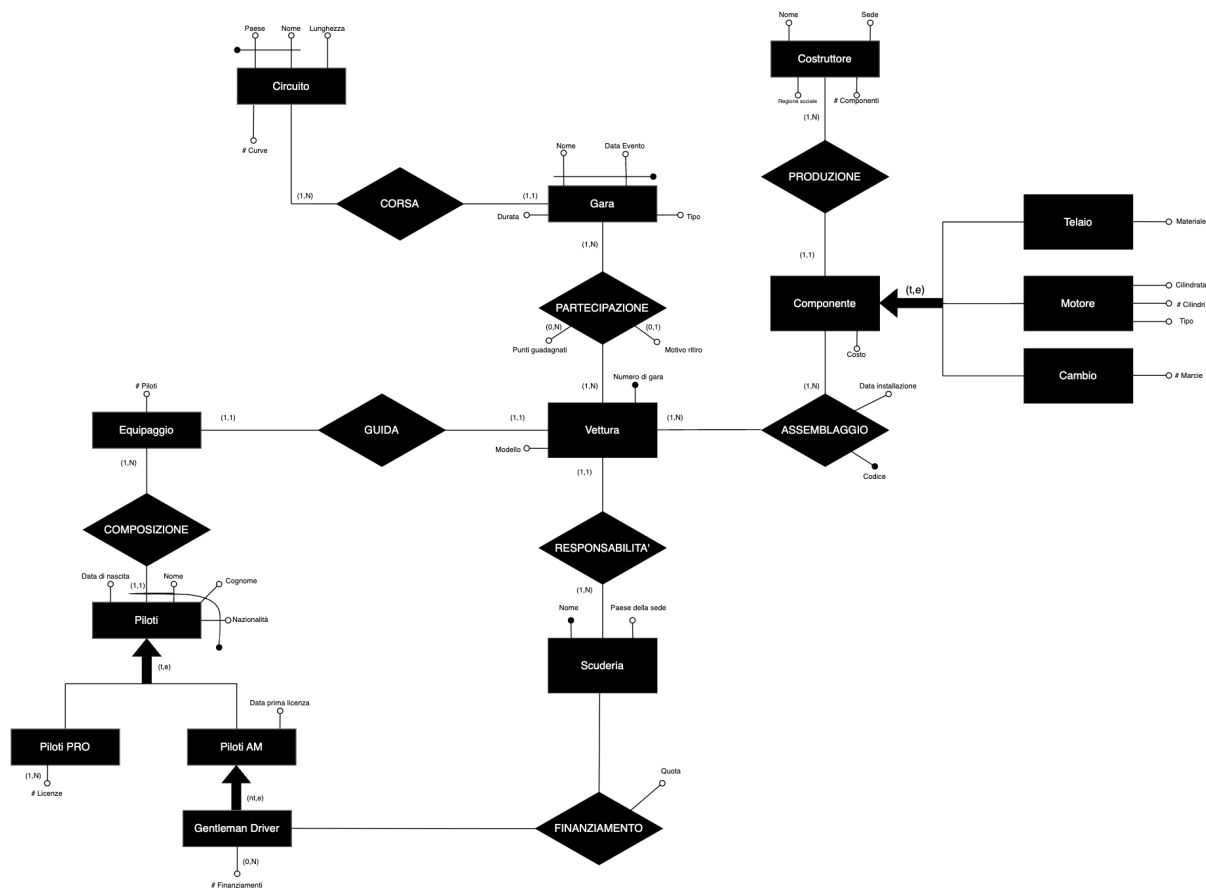 Paese
Nome
Lunghezza
Circuito
# Curve
(1,N)
CORSA
(1,1)
Nome
Data Evento
Gara
Durata
Tipo
(1,N)
PARTECIPAZIONE
(0,N)
Punti guadagnati
(0,1)
Motivo ritiro
(1,N)
Nome
Sede
Costruttore
Regione sociale
# Componenti
(1,N)
PRODUZIONE
(1,1)
Componente
Costo
(t,e)
Telaio
Materiale
Motore
Cilindrata
# Cilindri
Tipo
Cambio
# Marcie
(1,N)
Data installazione
ASSEMBLAGGIO
Codice
(1,N)
Numero di gara
Vettura
Modello
(1,1)
GUIDA
(1,1)
# Piloti
Equipaggio
(1,N)
COMPOSIZIONE
(1,1)
Data di nascita
Nome
Cognome
Nazionalità
Piloti
(t,e)
Piloti PRO
(1,N)
# Licenze
Data prima licenza
Piloti AM
(nt,e)
Gentleman Driver
(0,N)
# Finanziamenti
(1,1)
RESPONSABILITA'
(1,N)
Nome
Paese della sede
Scuderia
Quota
FINANZIAMENTO